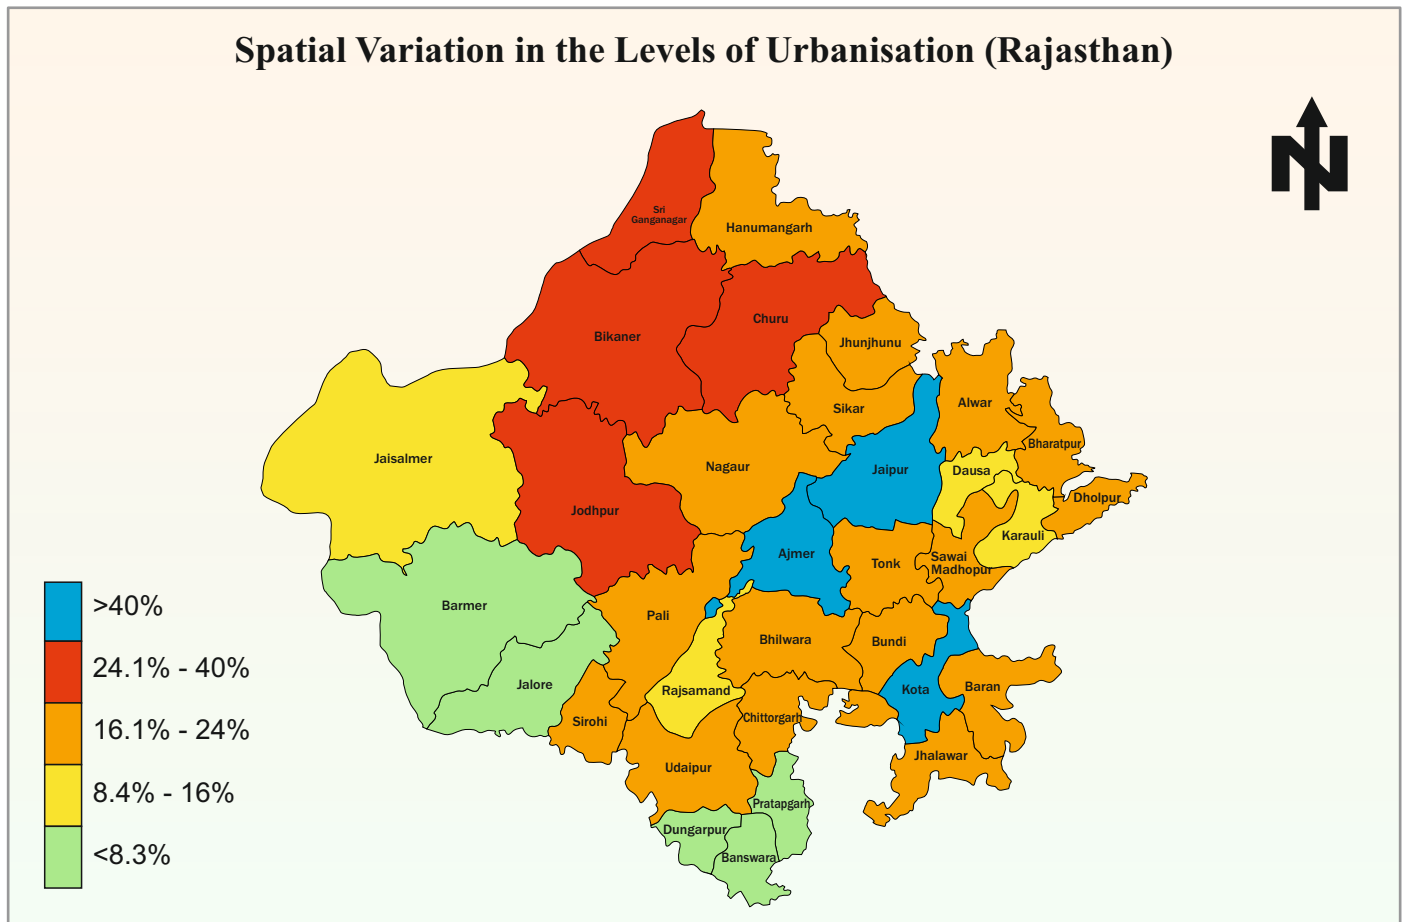 Spatial Variation in the Levels of Urbanisation (Rajasthan)
N
Sri
Ganganagar
Hanumangarh
Churu
Bikaner
Jhunjhunu
Sikar
Alwar
Bharatpur
Jaisalmer
Nagaur
Jaipur
Dausa
Dholpur
Jodhpur
Karauli
Ajmer
Tonk
Sawai
Madhopur
Barmer
Pali
Bhilwara
Bundi
Jalore
Rajsamand
Kota
Baran
Sirohi
Chittorgarh
Jhalawar
Udaipur
Pratapgarh
Dungarpur
Banswara
>40%
24.1% - 40%
16.1% - 24%
8.4% - 16%
<8.3%